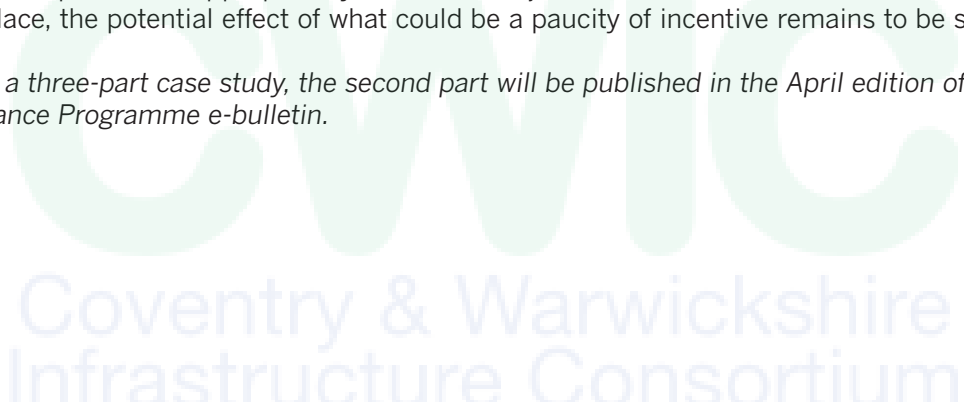 lace, the potential effect of what could be a paucity of incentive remains to be s
a three-part case study, the second part will be published in the April edition of
ance Programme e-bulletin.
cwic
Coventry & Warwickshire
Infrastructure Consortium